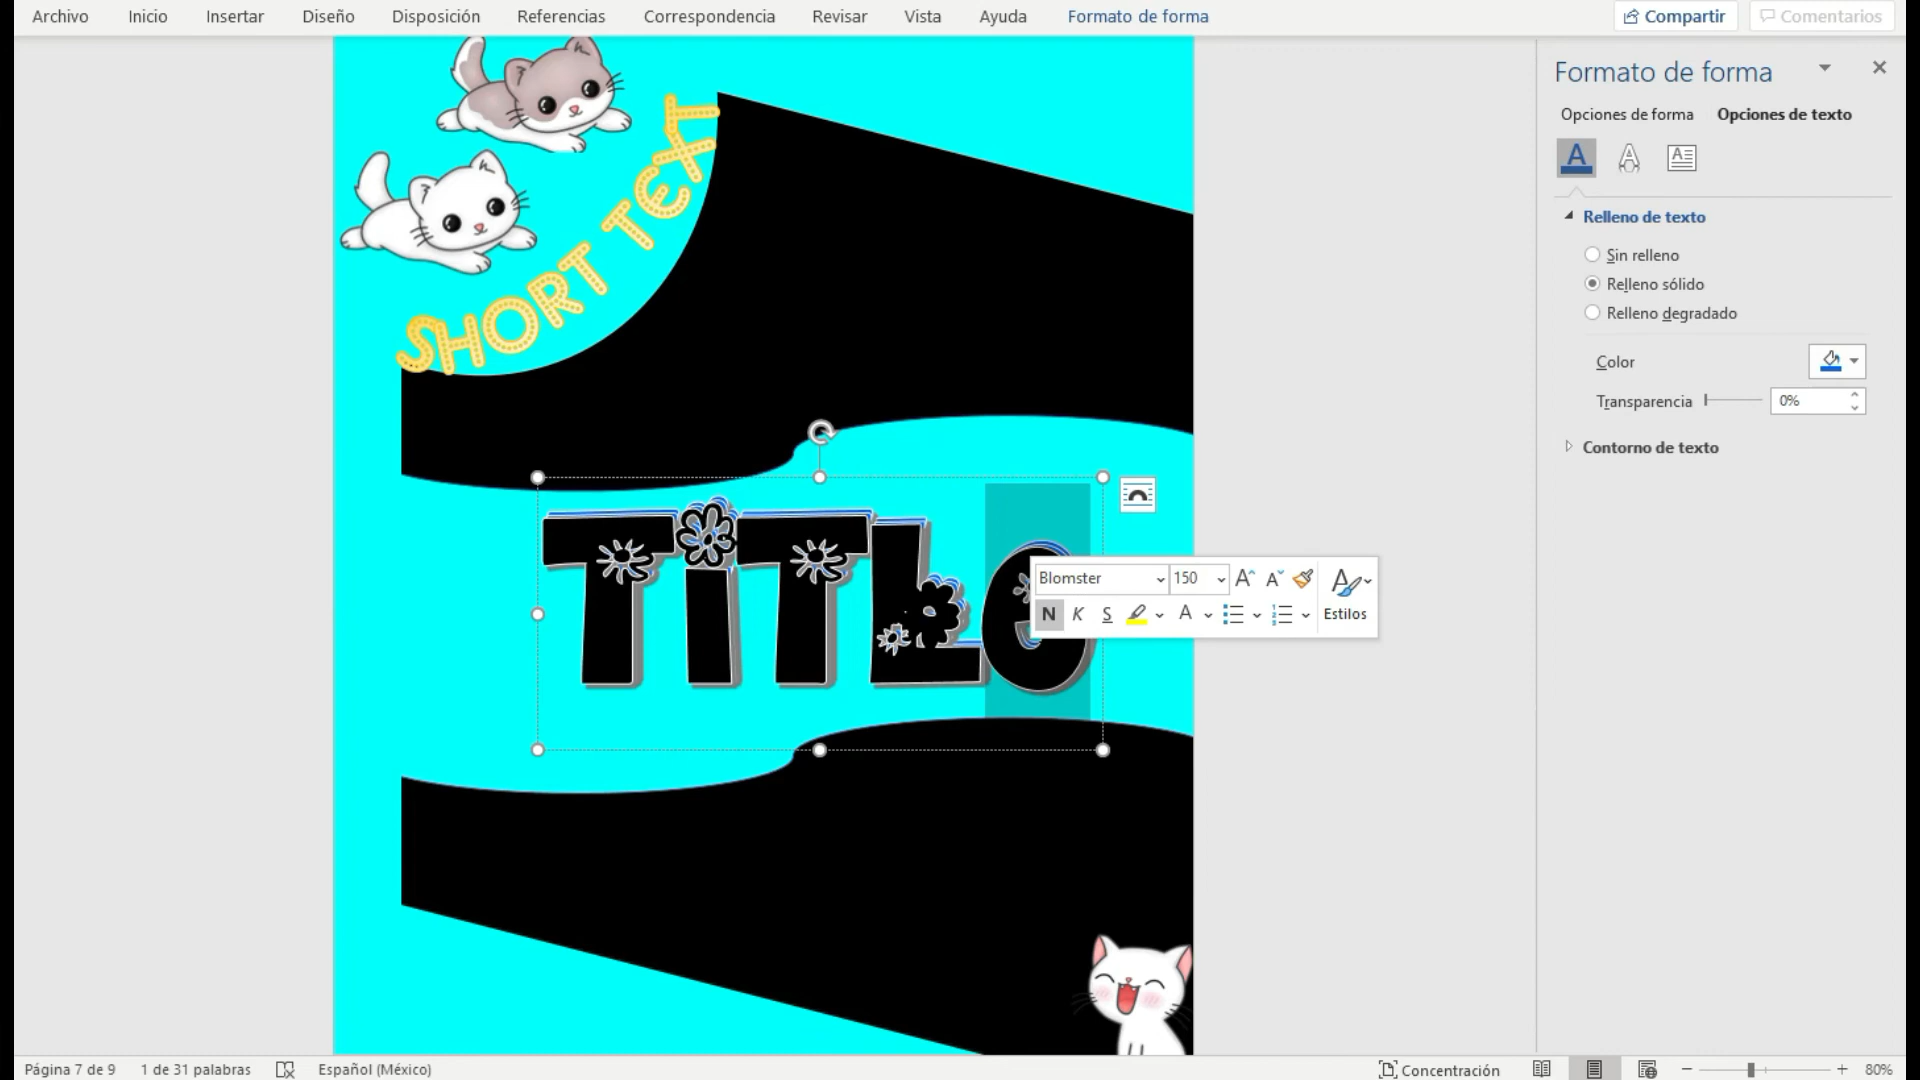 Archivo Inicio Insertar Diseño Disposición Referencias Correspondencia Revisar Vista Ayuda Formato de forma Compartir Comentarios
Formato de forma
Opciones de forma Opciones de texto
Relleno de texto
Sin relleno
Relleno sólido
Relleno degradado
Color
Transparencia 0%
Contorno de texto
SHORT TEXT
TiTLe
Blomster 150
N K S A Estilos
Página 7 de 9 1 de 31 palabras Español (México) Concentración 80%